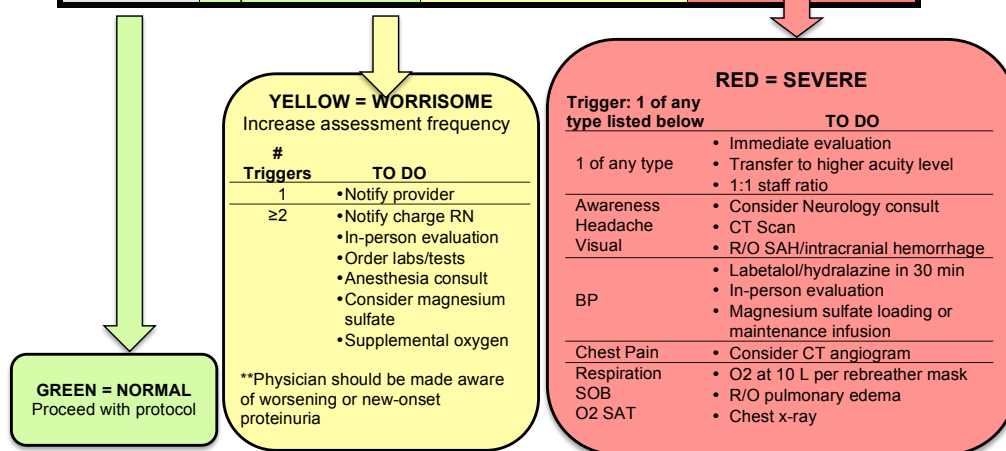 GREEN = NORMAL
Proceed with protocol
YELLOW = WORRISOME
Increase assessment frequency
#
Triggers TO DO
1 •Notify provider
≥2 •Notify charge RN
•In-person evaluation
•Order labs/tests
•Anesthesia consult
•Consider magnesium
sulfate
•Supplemental oxygen
**Physician should be made aware
of worsening or new-onset
proteinuria
RED = SEVERE
Trigger: 1 of any
type listed below TO DO
1 of any type
• Immediate evaluation
• Transfer to higher acuity level
• 1:1 staff ratio
Awareness
Headache
Visual
• Consider Neurology consult
• CT Scan
• R/O SAH/intracranial hemorrhage
BP
• Labetalol/hydralazine in 30 min
• In-person evaluation
• Magnesium sulfate loading or
maintenance infusion
Chest Pain • Consider CT angiogram
Respiration
SOB
O2 SAT
• O2 at 10 L per rebreather mask
• R/O pulmonary edema
• Chest x-ray